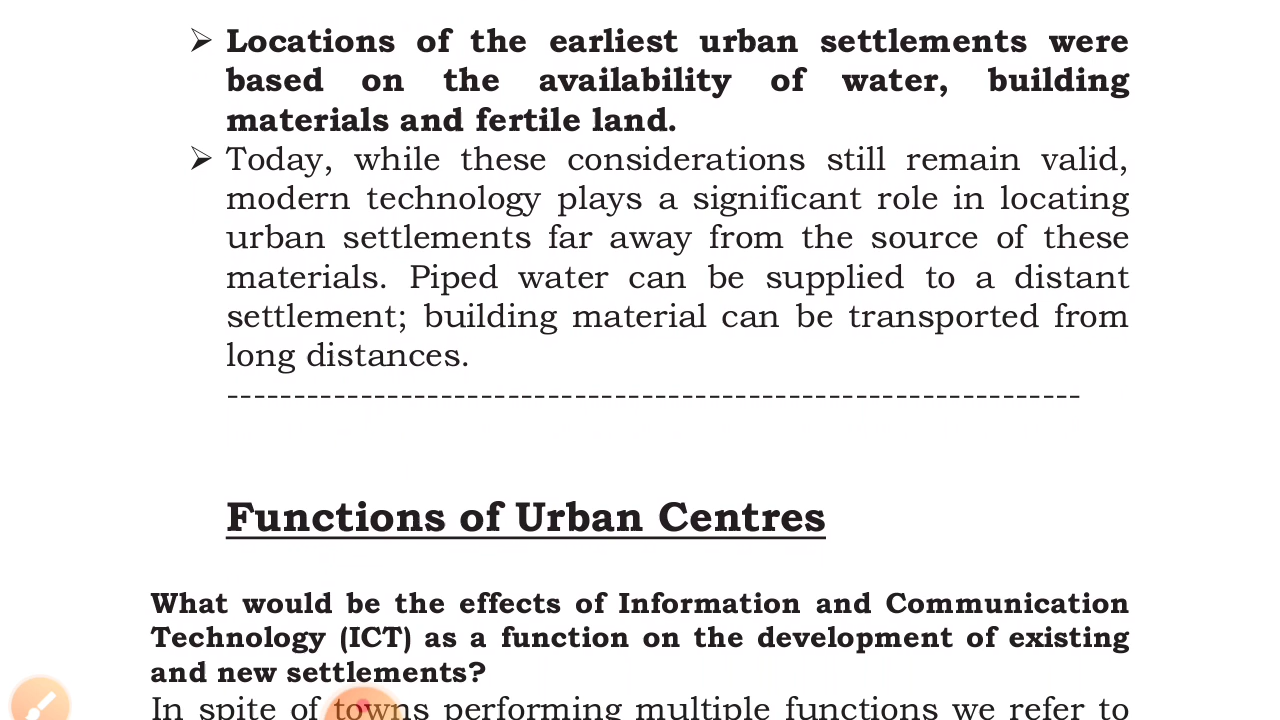 ➢ Locations of the earliest urban settlements were
based on the availability of water, building
materials and fertile land.
➢ Today, while these considerations still remain valid,
modern technology plays a significant role in locating
urban settlements far away from the source of these
materials. Piped water can be supplied to a distant
settlement; building material can be transported from
long distances.
----------------------------------------------------------------
Functions of Urban Centres
What would be the effects of Information and Communication
Technology (ICT) as a function on the development of existing
and new settlements?
In spite of towns performing multiple functions we refer to